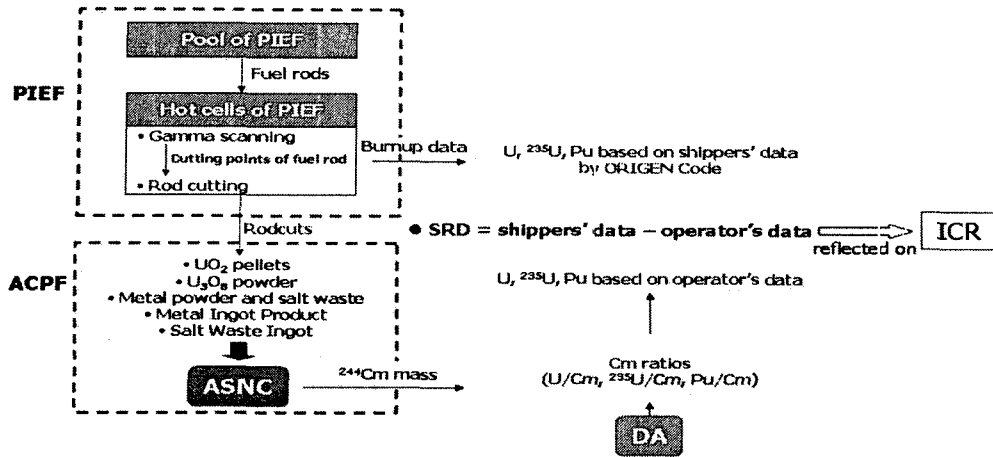 PIEF
Pool of PIEF
Fuel rods
Hot cells of PIEF
• Gamma scanning
Cutting points of fuel rod
• Rod cutting
Burnup data
U, ²³⁵U, Pu based on shippers' data
by ORIGEN Code
Rodcuts
• SRD = shippers' data – operator's data
reflected on
ICR
ACPF
• UO₂ pellets
• U₃O₈ powder
• Metal powder and salt waste
• Metal Ingot Product
• Salt Waste Ingot
ASNC
²⁴⁴Cm mass
U, ²³⁵U, Pu based on operator's data
Cm ratios
(U/Cm, ²³⁵U/Cm, Pu/Cm)
DA